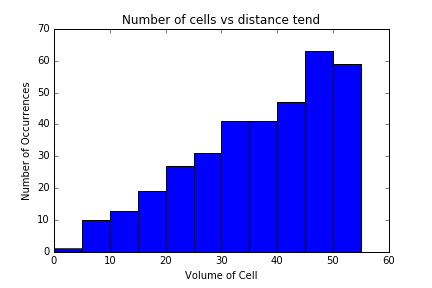 Number of cells vs distance tend
70
60
50
40
30
20
10
0
Number of Occurrences
0 10 20 30 40 50 60
Volume of Cell